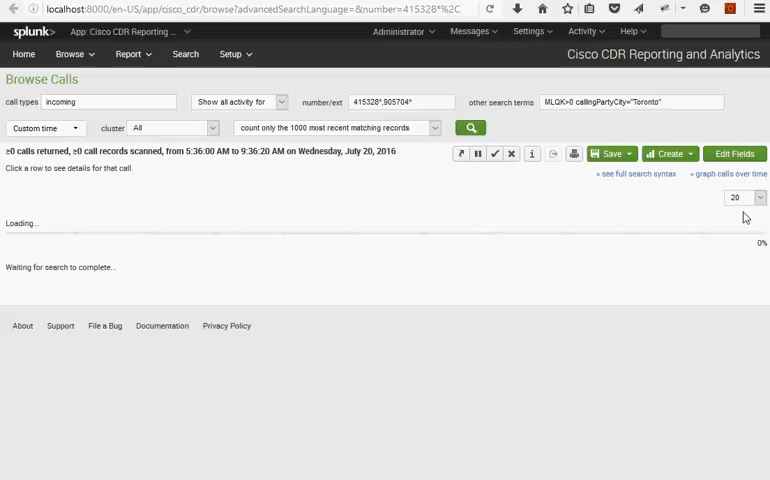 localhost:8000/en-US/app/cisco_cdr/browse?advancedSearchLanguage=&number=415328*%2C
splunk> App: Cisco CDR Reporting ... Administrator Messages Settings Activity Help
Home Browse Report Search Setup Cisco CDR Reporting and Analytics
Browse Calls
call types incoming Show all activity for number/ext 415328*,905704* other search terms MLQK>0 callingPartyCity="Toronto"
Custom time cluster All count only the 1000 most recent matching records
≥0 calls returned, ≥0 call records scanned, from 5:36:00 AM to 9:36:20 AM on Wednesday, July 20, 2016 Save Create Edit Fields
Click a row to see details for that call. » see full search syntax » graph calls over time
20
Loading...
0%
Waiting for search to complete...
About Support File a Bug Documentation Privacy Policy